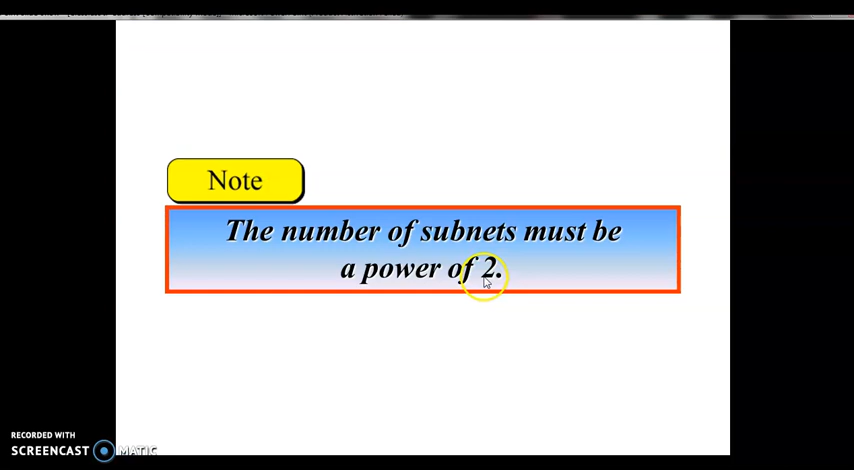 Note
The number of subnets must be
a power of 2.
RECORDED WITH
SCREENCAST MATIC